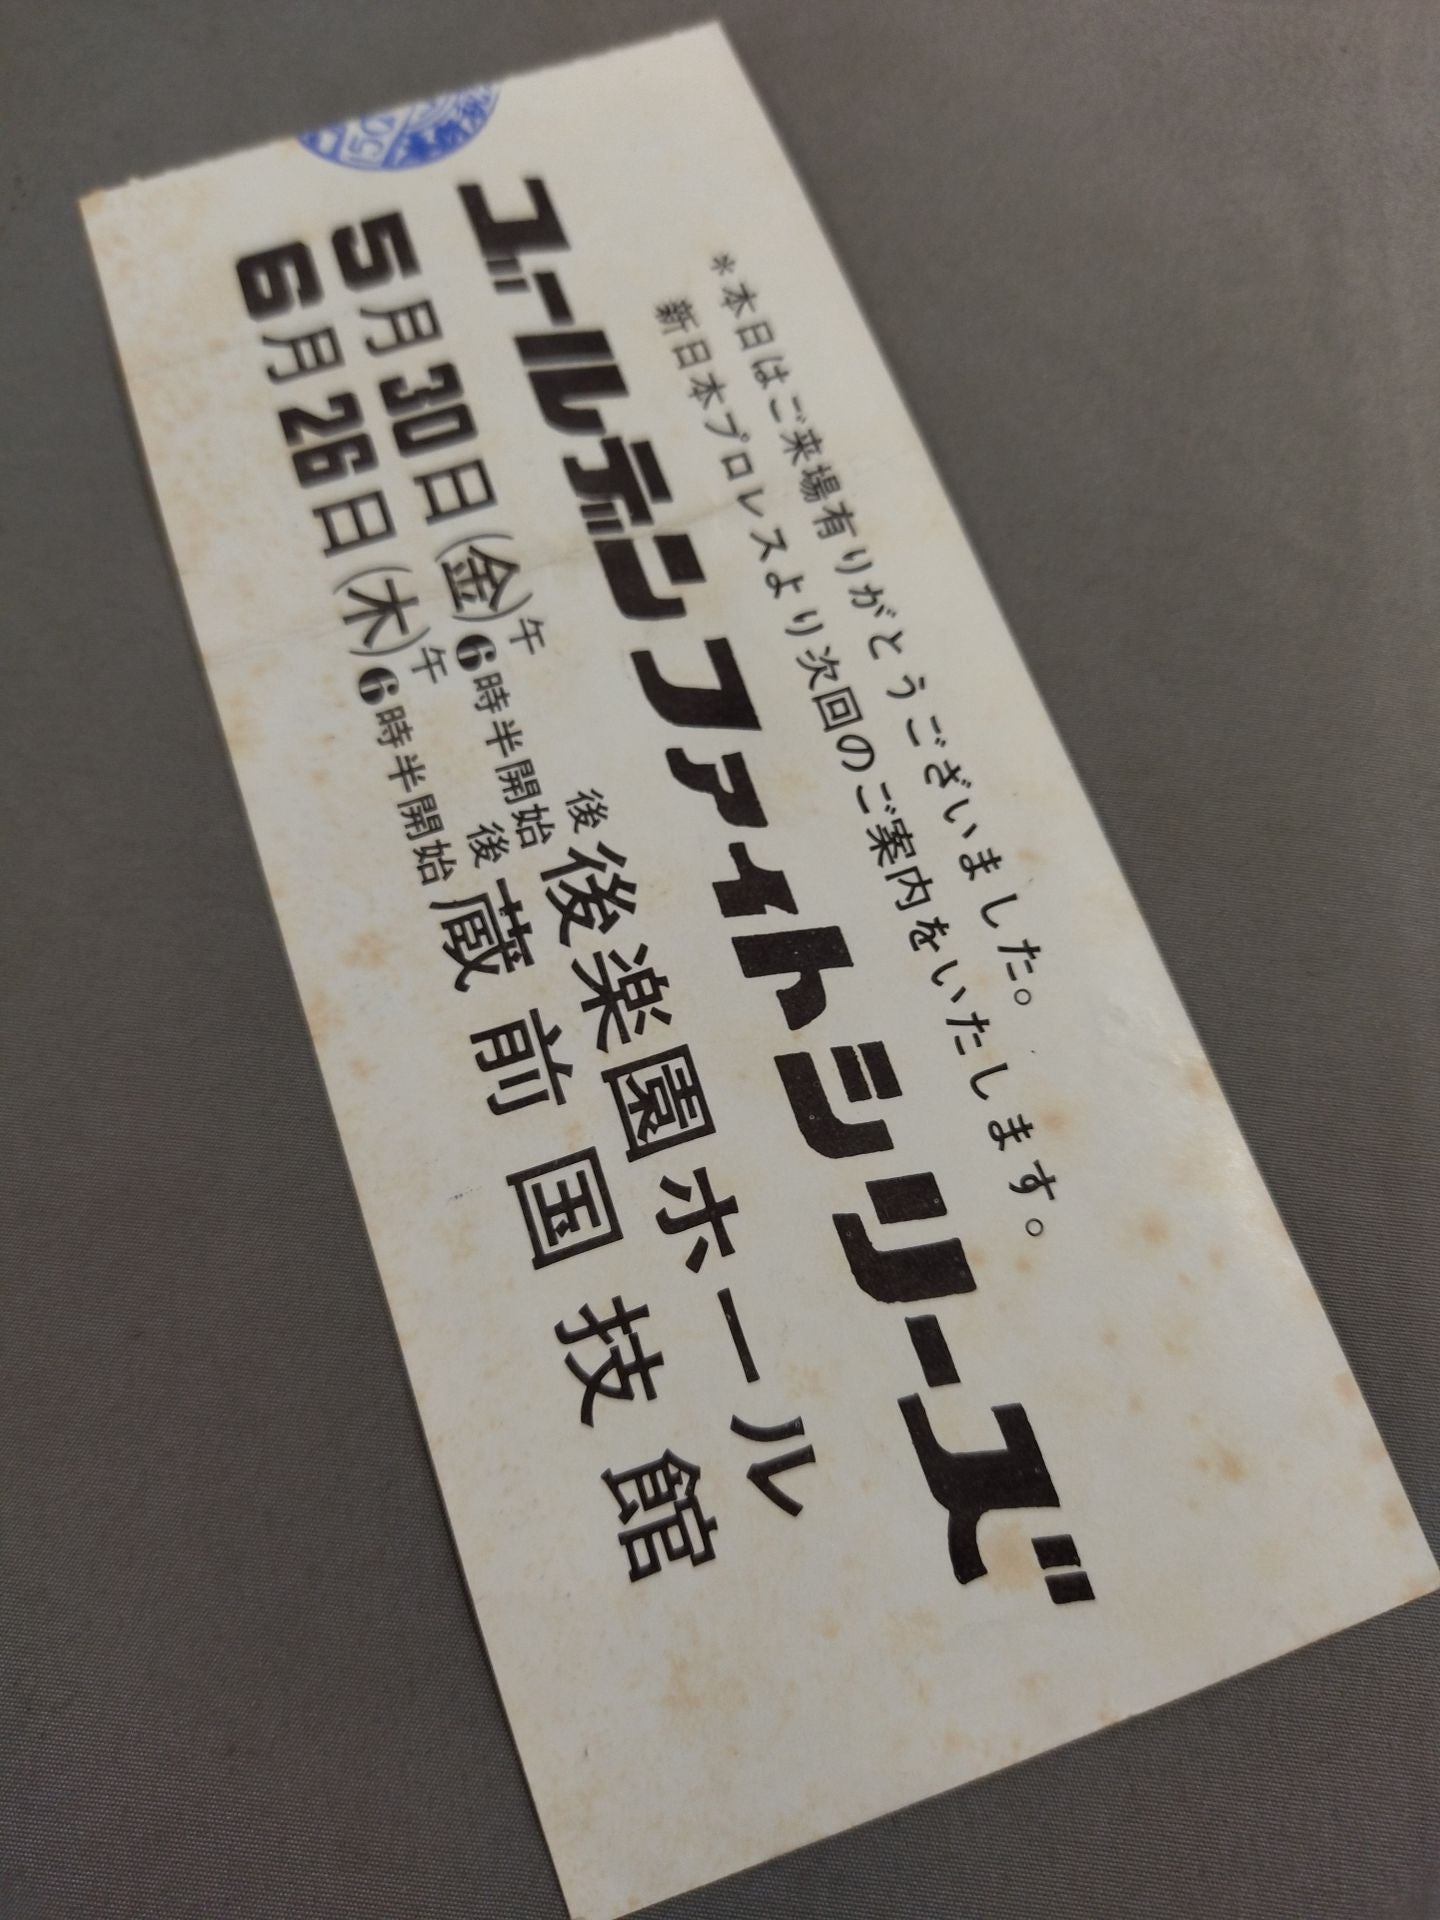 ※本日はご来場有りがとうございました。
新日本プロレスより次回のご案内をいたします。
ゴールデンファイトシリーズ
5月30日(金)午後6時半開始 後楽園ホール
6月26日(木)午後6時半開始 蔵前国技館